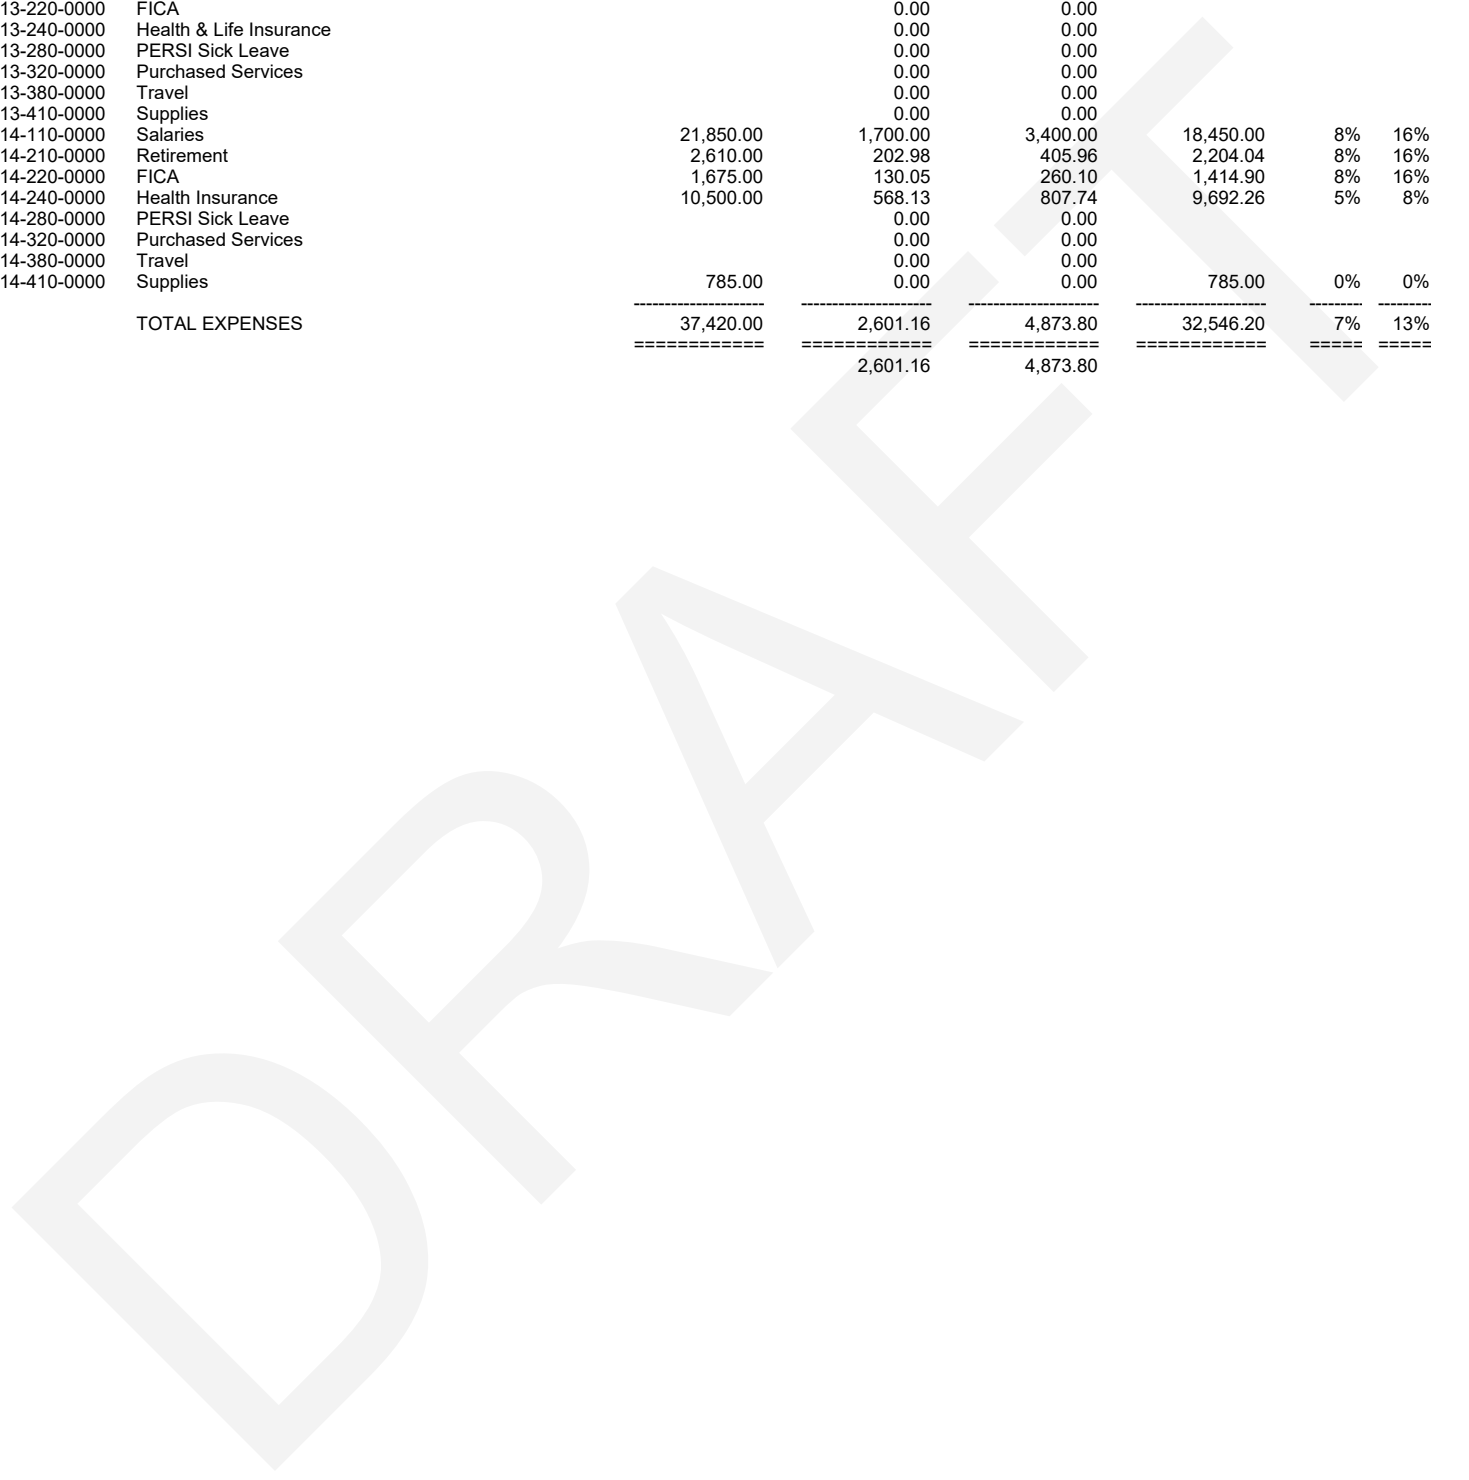 13-220-0000 FICA 0.00 0.00
13-240-0000 Health & Life Insurance 0.00 0.00
13-280-0000 PERSI Sick Leave 0.00 0.00
13-320-0000 Purchased Services 0.00 0.00
13-380-0000 Travel 0.00 0.00
13-410-0000 Supplies 0.00 0.00
14-110-0000 Salaries 21,850.00 1,700.00 3,400.00 18,450.00 8% 16%
14-210-0000 Retirement 2,610.00 202.98 405.96 2,204.04 8% 16%
14-220-0000 FICA 1,675.00 130.05 260.10 1,414.90 8% 16%
14-240-0000 Health Insurance 10,500.00 568.13 807.74 9,692.26 5% 8%
14-280-0000 PERSI Sick Leave 0.00 0.00
14-320-0000 Purchased Services 0.00 0.00
14-380-0000 Travel 0.00 0.00
14-410-0000 Supplies 785.00 0.00 0.00 785.00 0% 0%
--------------------- --------------------- --------------------- --------------------- -------- --------
TOTAL EXPENSES 37,420.00 2,601.16 4,873.80 32,546.20 7% 13%
============ ============ ============ ============ ===== =====
2,601.16 4,873.80
DRAFT